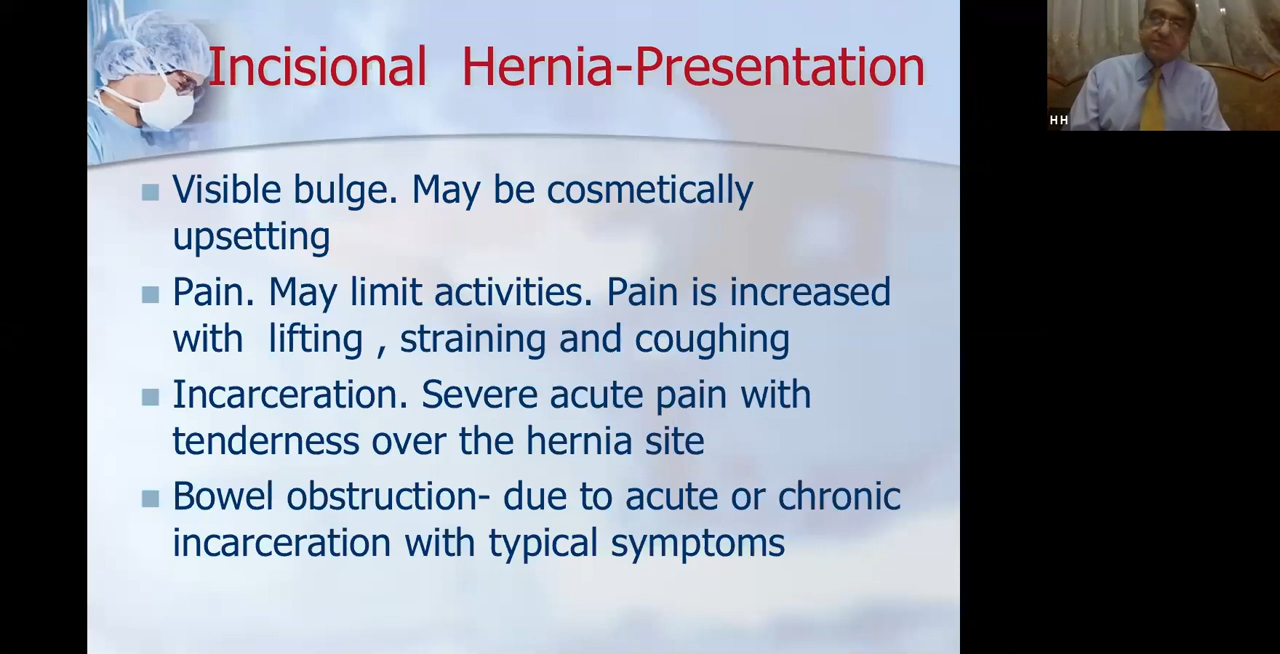 Incisional Hernia-Presentation
Visible bulge. May be cosmetically
upsetting
Pain. May limit activities. Pain is increased
with lifting , straining and coughing
Incarceration. Severe acute pain with
tenderness over the hernia site
Bowel obstruction- due to acute or chronic
incarceration with typical symptoms
HH